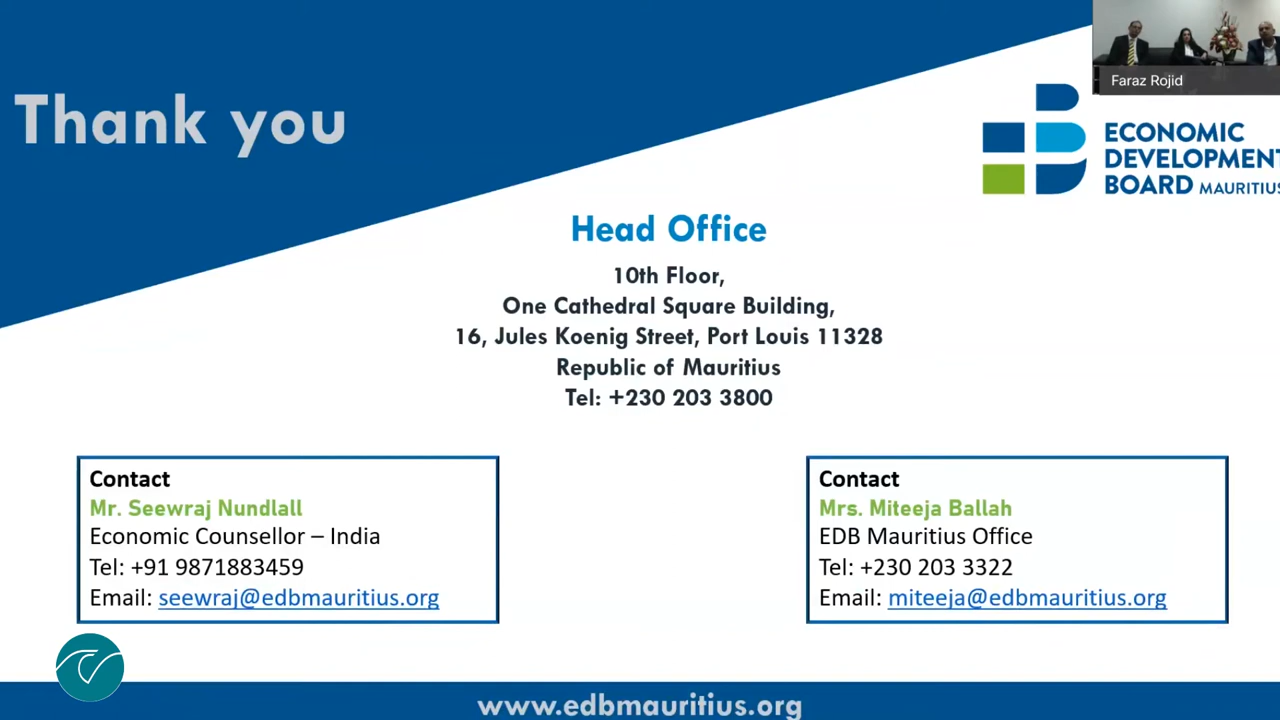 Thank you
Faraz Rojid
ECONOMIC
DEVELOPMENT
BOARD MAURITIUS
Head Office
10th Floor,
One Cathedral Square Building,
16, Jules Koenig Street, Port Louis 11328
Republic of Mauritius
Tel: +230 203 3800
Contact
Mr. Seewraj Nundlall
Economic Counsellor – India
Tel: +91 9871883459
Email: seewraj@edbmauritius.org
Contact
Mrs. Miteeja Ballah
EDB Mauritius Office
Tel: +230 203 3322
Email: miteeja@edbmauritius.org
www.edbmauritius.org